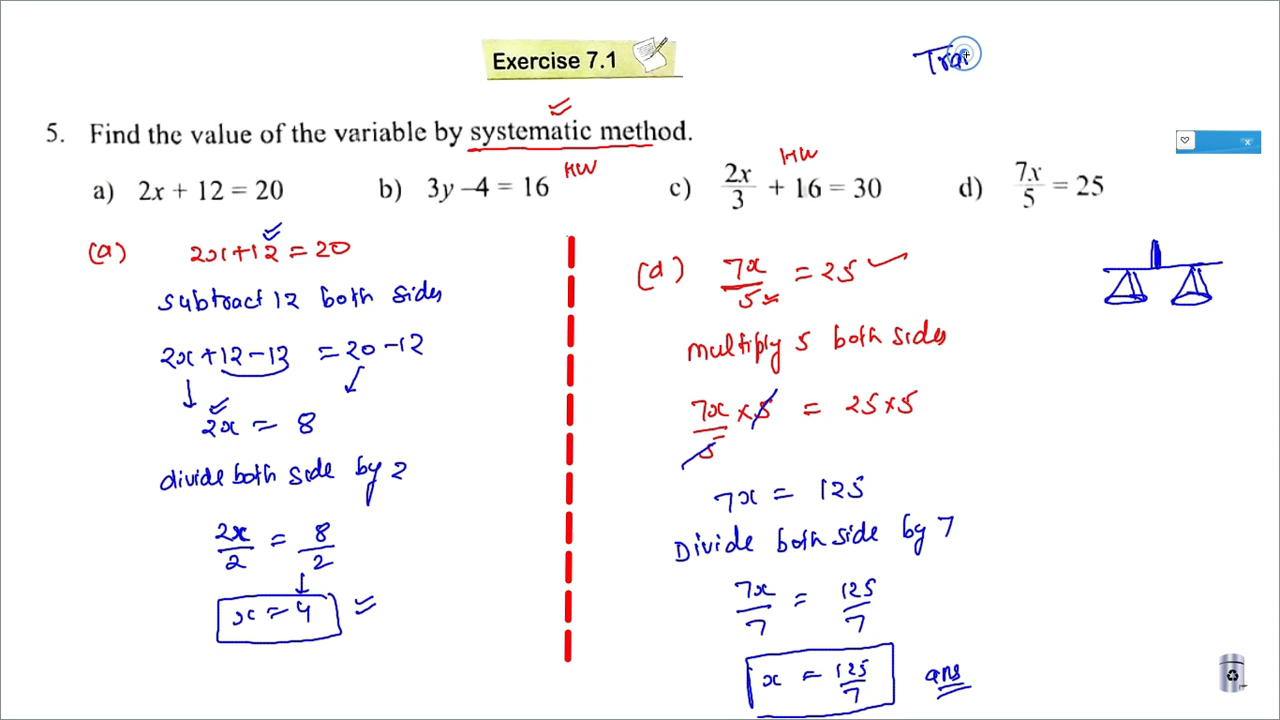 Exercise 7.1
Tran
5. Find the value of the variable by systematic method.
HW
HW
a) 2x + 12 = 20 b) 3y – 4 = 16 c) 2x/3 + 16 = 30 d) 7x/5 = 25
(a) 2x+12 = 20
subtract 12 both sides
2x+12-12 = 20-12
2x = 8
divide both side by 2
2x/2 = 8/2
x = 4
(d) 7x/5 = 25
multiply 5 both sides
7x/5 × 5 = 25×5
7x = 125
Divide both side by 7
7x/7 = 125/7
x = 125/7 ans